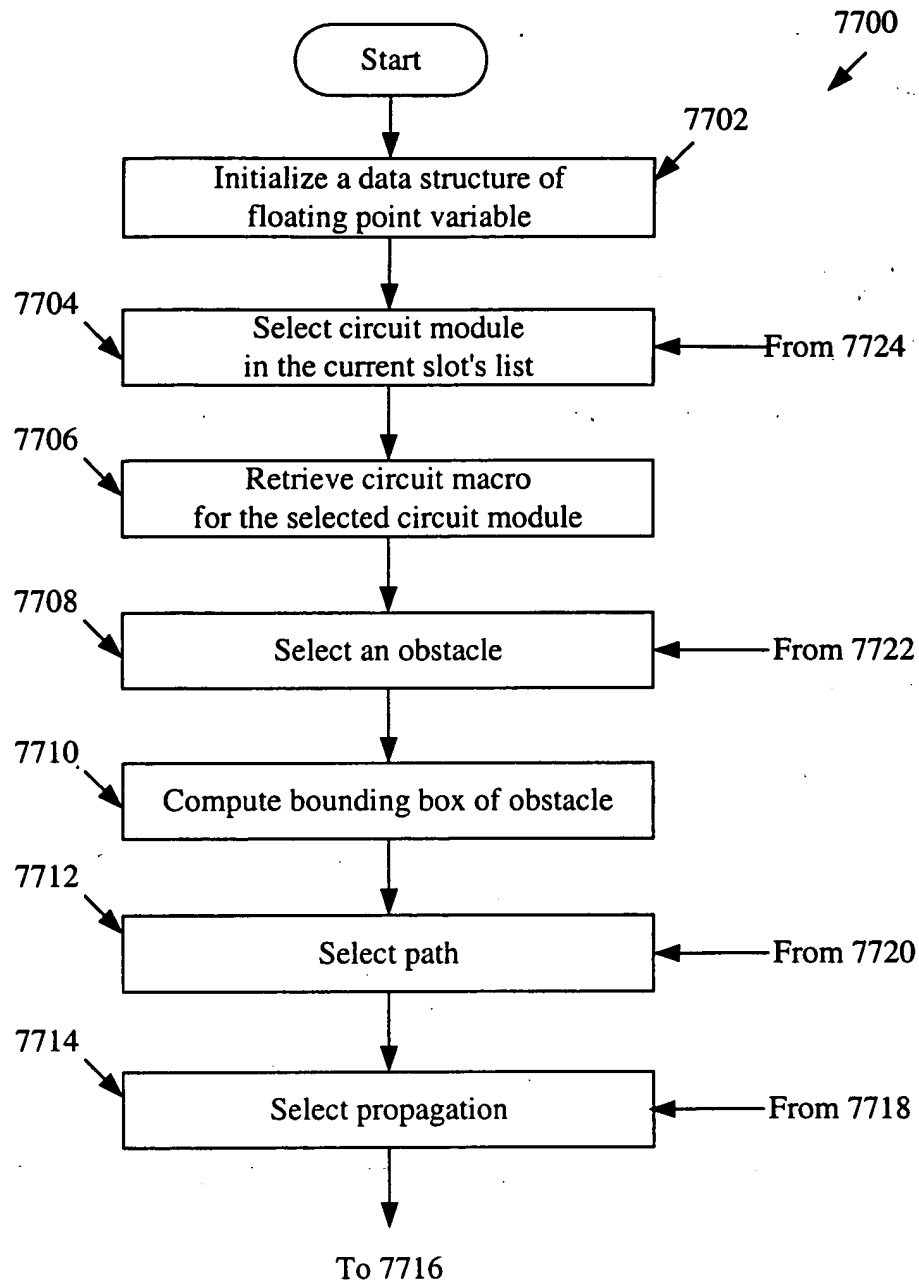 7700
Start
7702
Initialize a data structure of
floating point variable
7704
Select circuit module
in the current slot's list
From 7724
7706
Retrieve circuit macro
for the selected circuit module
7708
Select an obstacle
From 7722
7710
Compute bounding box of obstacle
7712
Select path
From 7720
7714
Select propagation
From 7718
To 7716